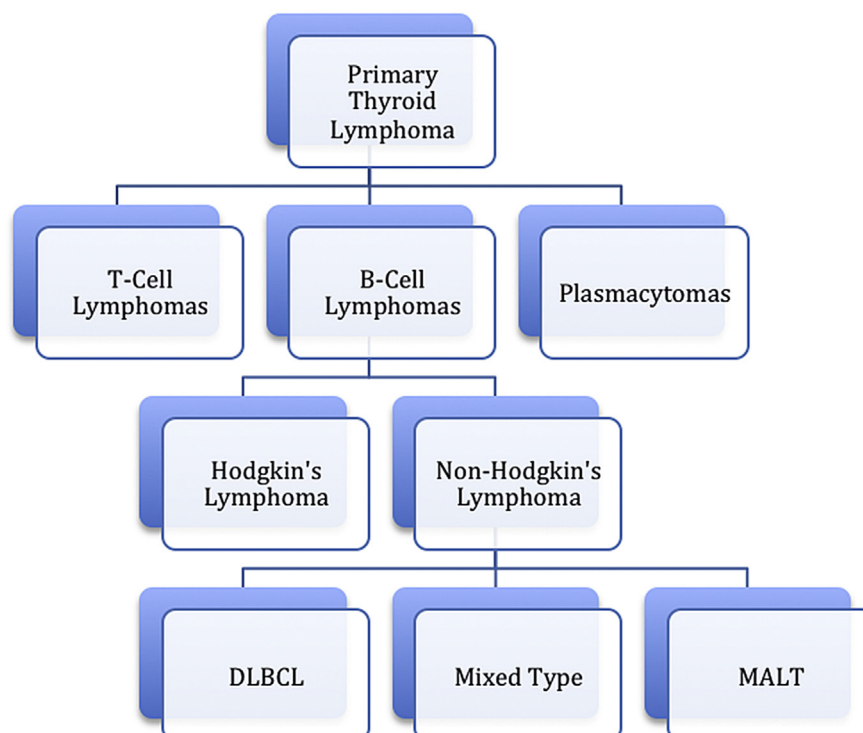 Primary
Thyroid
Lymphoma
T-Cell
Lymphomas
B-Cell
Lymphomas
Plasmacytomas
Hodgkin's
Lymphoma
Non-Hodgkin's
Lymphoma
DLBCL
Mixed Type
MALT